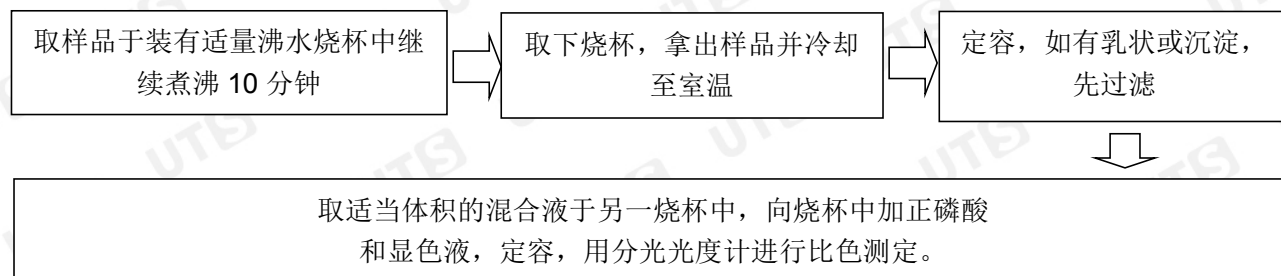 取样品于装有适量沸水烧杯中继
续煮沸 10 分钟
取下烧杯，拿出样品并冷却
至室温
定容，如有乳状或沉淀，
先过滤
取适当体积的混合液于另一烧杯中，向烧杯中加正磷酸
和显色液，定容，用分光光度计进行比色测定。